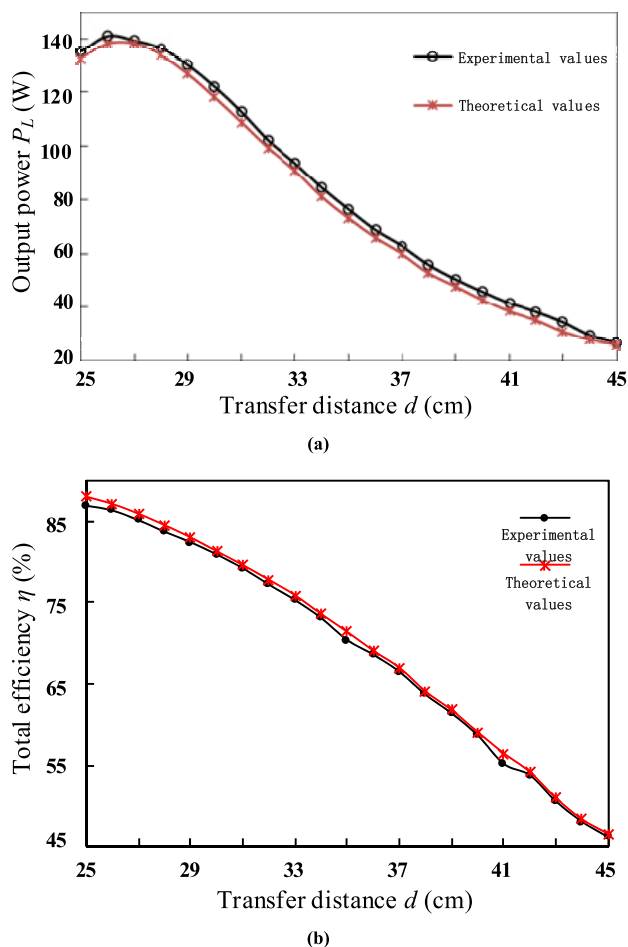 140
120
100
80
60
40
20
Output power P_L (W)
Experimental values
Theoretical values
25 29 33 37 41 45
Transfer distance d (cm)
(a)
85
75
65
55
45
Total efficiency η (%)
Experimental
values
Theoretical
values
25 29 33 37 41 45
Transfer distance d (cm)
(b)